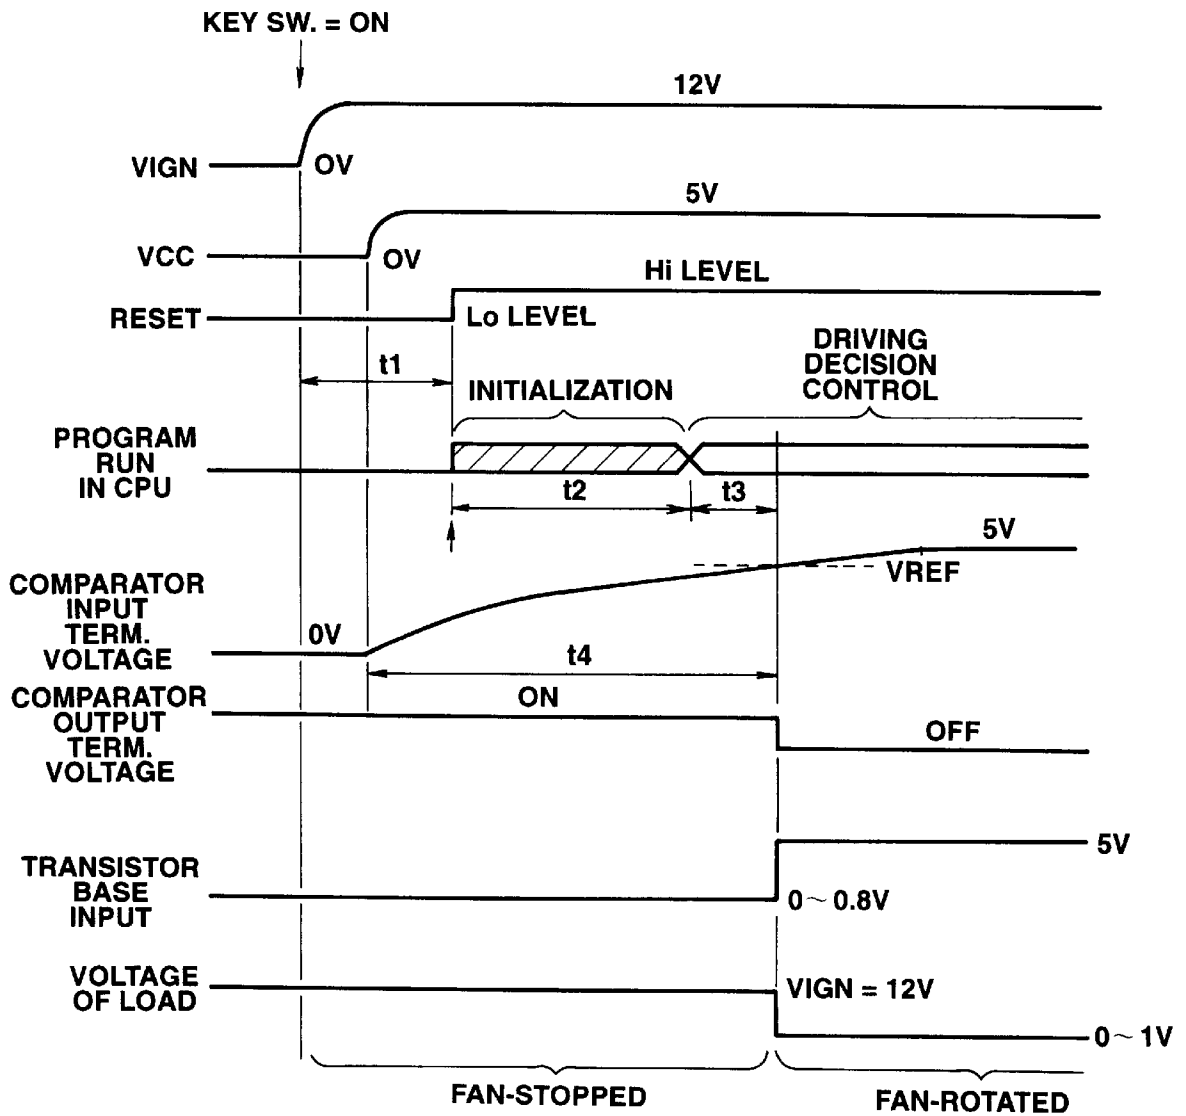 KEY SW. = ON
12V
VIGN
OV
5V
VCC
OV
Hi LEVEL
RESET
Lo LEVEL
t1
DRIVING
DECISION
CONTROL
INITIALIZATION
PROGRAM
RUN
IN CPU
t2
t3
5V
VREF
COMPARATOR
INPUT
TERM.
VOLTAGE
0V
t4
COMPARATOR
OUTPUT
TERM.
VOLTAGE
ON
OFF
TRANSISTOR
BASE
INPUT
5V
0~0.8V
VOLTAGE
OF LOAD
VIGN = 12V
0~1V
FAN-STOPPED
FAN-ROTATED